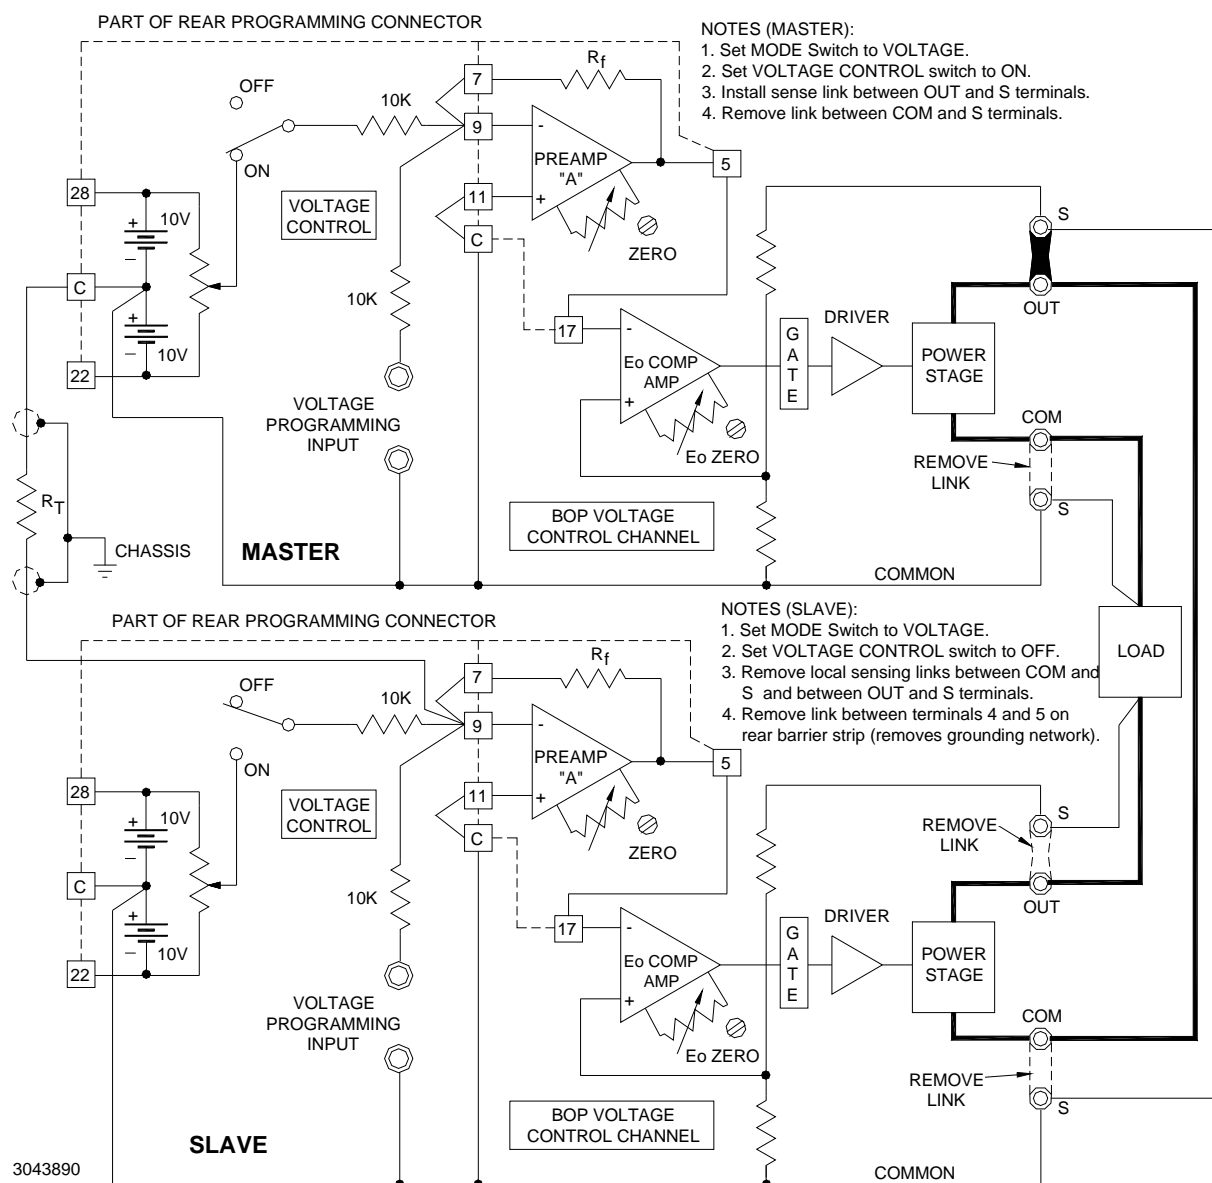 PART OF REAR PROGRAMMING CONNECTOR
NOTES (MASTER):
1. Set MODE Switch to VOLTAGE.
2. Set VOLTAGE CONTROL switch to ON.
3. Install sense link between OUT and S terminals.
4. Remove link between COM and S terminals.
Rf
7
OFF
10K
9
-
PREAMP
"A"
5
ON
28
11
+
S
VOLTAGE
CONTROL
+
10V
–
C
ZERO
C
OUT
10K
DRIVER
17
-
GATE
+
10V
–
Eo COMP
AMP
POWER
STAGE
22
+
VOLTAGE
PROGRAMMING
INPUT
COM
Eo ZERO
REMOVE
LINK
RT
S
BOP VOLTAGE
CONTROL CHANNEL
CHASSIS
MASTER
COMMON
PART OF REAR PROGRAMMING CONNECTOR
NOTES (SLAVE):
1. Set MODE Switch to VOLTAGE.
2. Set VOLTAGE CONTROL switch to OFF.
3. Remove local sensing links between COM and
S and between OUT and S terminals.
4. Remove link between terminals 4 and 5 on
rear barrier strip (removes grounding network).
LOAD
Rf
7
OFF
10K
9
-
PREAMP
"A"
5
ON
28
11
+
VOLTAGE
CONTROL
+
10V
–
C
ZERO
S
REMOVE
LINK
C
10K
OUT
DRIVER
17
-
GATE
+
10V
–
Eo COMP
AMP
POWER
STAGE
22
+
VOLTAGE
PROGRAMMING
INPUT
COM
Eo ZERO
REMOVE
LINK
S
BOP VOLTAGE
CONTROL CHANNEL
SLAVE
3043890
COMMON